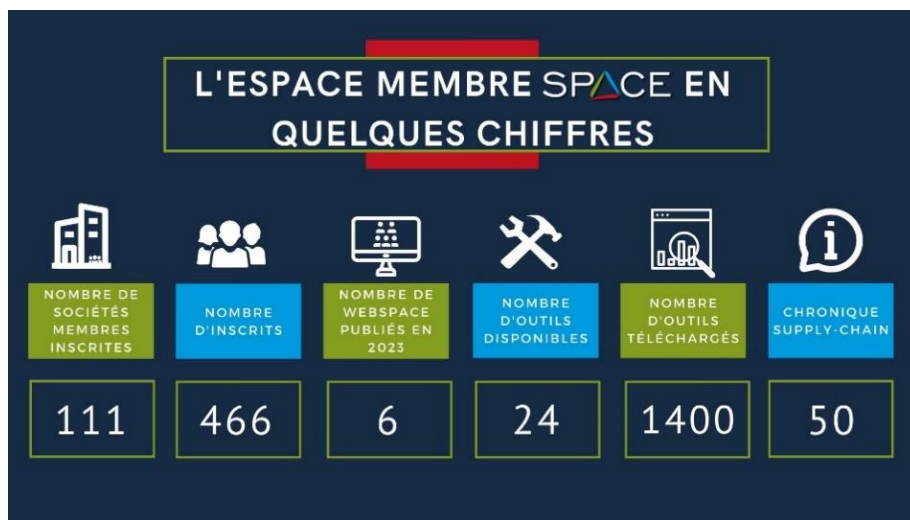 L'ESPACE MEMBRE SPACE EN
QUELQUES CHIFFRES
NOMBRE DE
SOCIÉTÉS
MEMBRES
INSCRITES
111
NOMBRE
D'INSCRITS
466
NOMBRE DE
WEBSPACE
PUBLIÉS EN
2023
6
NOMBRE
D'OUTILS
DISPONIBLES
24
NOMBRE
D'OUTILS
TÉLÉCHARGÉS
1400
i
CHRONIQUE
SUPPLY-CHAIN
50